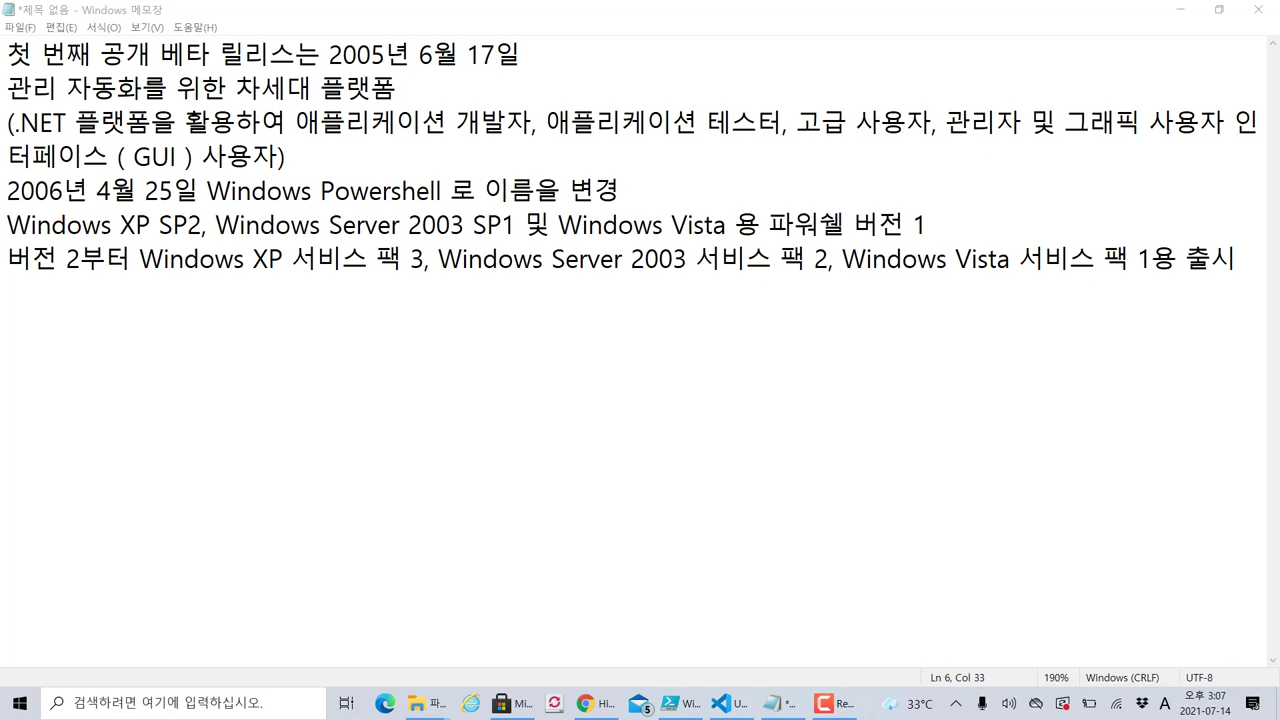 *제목 없음 - Windows 메모장
파일(F) 편집(E) 서식(O) 보기(V) 도움말(H)
첫 번째 공개 베타 릴리스는 2005년 6월 17일
관리 자동화를 위한 차세대 플랫폼
(.NET 플랫폼을 활용하여 애플리케이션 개발자, 애플리케이션 테스터, 고급 사용자, 관리자 및 그래픽 사용자 인
터페이스 ( GUI ) 사용자)
2006년 4월 25일 Windows Powershell 로 이름을 변경
Windows XP SP2, Windows Server 2003 SP1 및 Windows Vista 용 파워쉘 버전 1
버전 2부터 Windows XP 서비스 팩 3, Windows Server 2003 서비스 팩 2, Windows Vista 서비스 팩 1용 출시
Ln 6, Col 33 190% Windows (CRLF) UTF-8
검색하려면 여기에 입력하십시오. 파... Mi... Hi... 5 Wi... U... *... Re... 33°C A 오후 3:07
2021-07-14